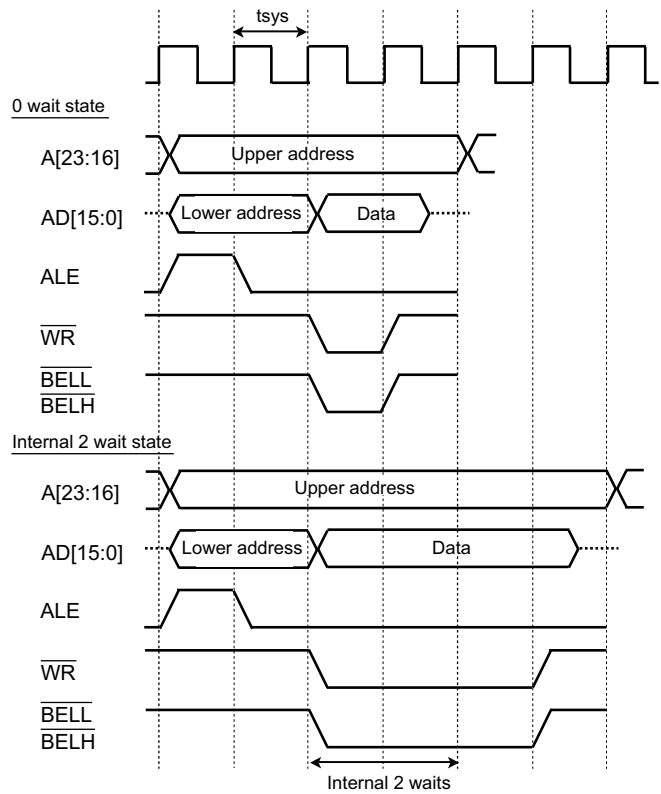 tsys
0 wait state
A[23:16]
Upper address
AD[15:0]
Lower address
Data
ALE
WR
BELL
BELH
Internal 2 wait state
A[23:16]
Upper address
AD[15:0]
Lower address
Data
ALE
WR
BELL
BELH
Internal 2 waits